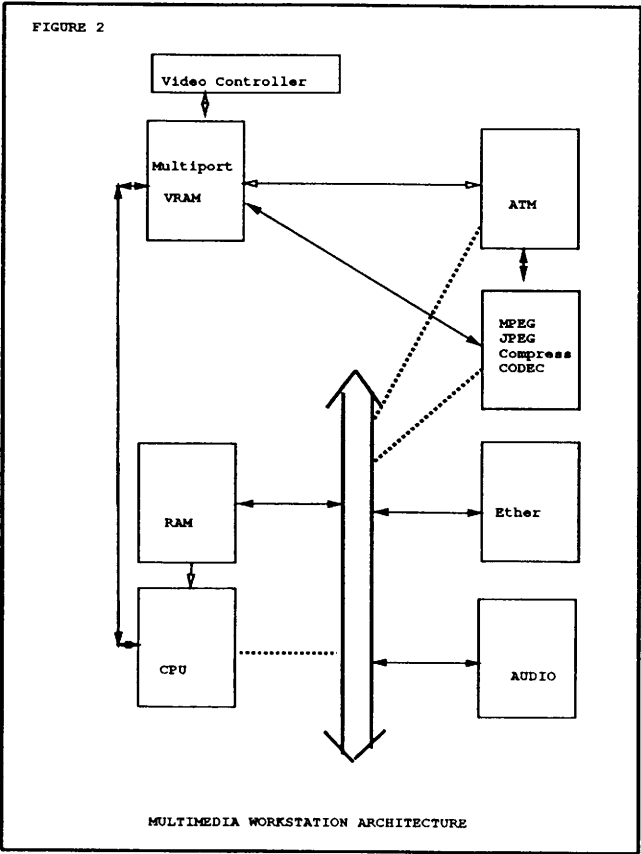 FIGURE 2
Video Controller
Multiport
VRAM
ATM
MPEG
JPEG
Compress
CODEC
RAM
Ether
CPU
AUDIO
MULTIMEDIA WORKSTATION ARCHITECTURE